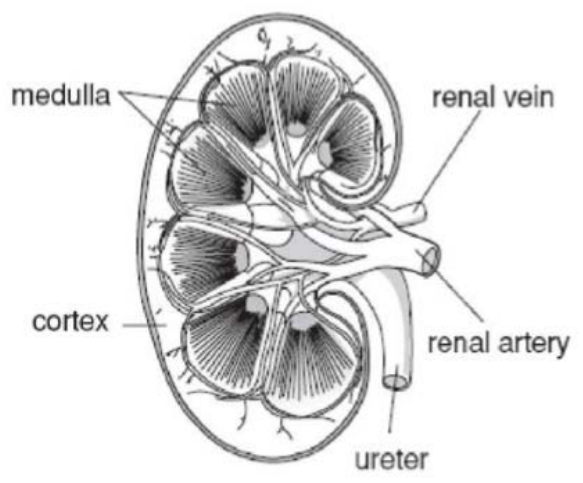 medulla
renal vein
cortex
renal artery
ureter